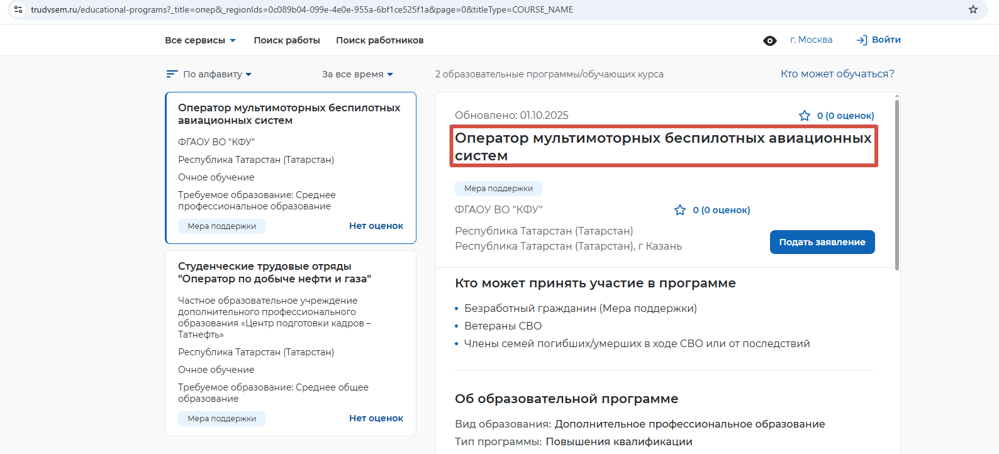 trudvsem.ru/educational-programs?_title=опер&_regionIds=0c089b04-099e-4e0e-955a-6bf1ce525f1a&page=0&titleType=COURSE_NAME
Все сервисы
Поиск работы
Поиск работников
г. Москва
Войти
По алфавиту
За все время
2 образовательные программы/обучающих курса
Кто может обучаться?
Оператор мультимоторных беспилотных
авиационных систем
ФГАОУ ВО "КФУ"
Республика Татарстан (Татарстан)
Очное обучение
Требуемое образование: Среднее
профессиональное образование
Мера поддержки
Нет оценок
Студенческие трудовые отряды
"Оператор по добыче нефти и газа"
Частное образовательное учреждение
дополнительного профессионального
образования «Центр подготовки кадров –
Татнефть»
Республика Татарстан (Татарстан)
Очное обучение
Требуемое образование: Среднее общее
образование
Мера поддержки
Нет оценок
Обновлено: 01.10.2025
0 (0 оценок)
Оператор мультимоторных беспилотных авиационных
систем
Мера поддержки
ФГАОУ ВО "КФУ"
0 (0 оценок)
Республика Татарстан (Татарстан)
Республика Татарстан (Татарстан), г Казань
Подать заявление
Кто может принять участие в программе
• Безработный гражданин (Мера поддержки)
• Ветераны СВО
• Члены семей погибших/умерших в ходе СВО или от последствий
Об образовательной программе
Вид образования: Дополнительное профессиональное образование
Тип программы: Повышения квалификации